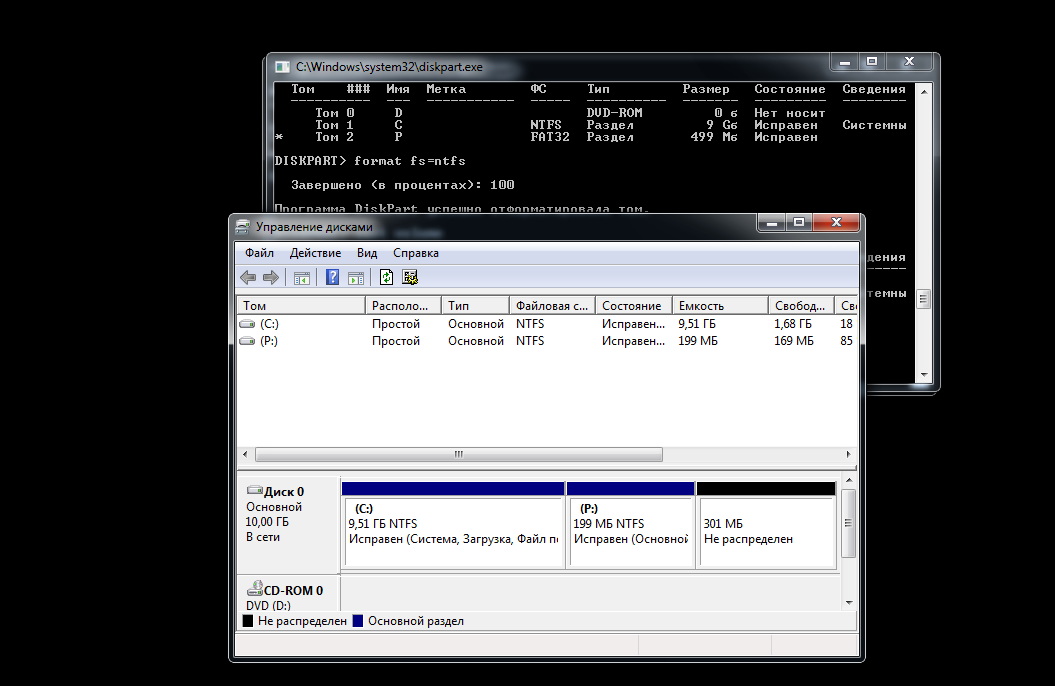 C:\Windows\system32\diskpart.exe
Том ### Имя Метка ФС Тип Размер Состояние Сведения
Том 0 D DVD-ROM 0 б Нет носит
Том 1 C NTFS Раздел 9 Gб Исправен Системны
* Том 2 P FAT32 Раздел 499 Mб Исправен
DISKPART> format fs=ntfs
Завершено (в процентах): 100
Программа DiskPart успешно отформатировала том.
Управление дисками
Файл Действие Вид Справка
Том Располо... Тип Файловая с... Состояние Емкость Свобод... Св
(C:) Простой Основной NTFS Исправен... 9,51 ГБ 1,68 ГБ 18
(P:) Простой Основной NTFS Исправен... 199 МБ 169 МБ 85
Диск 0
Основной
10,00 ГБ
В сети
(C:)
9,51 ГБ NTFS
Исправен (Система, Загрузка, Файл п
(P:)
199 МБ NTFS
Исправен (Основной
301 МБ
Не распределен
CD-ROM 0
DVD (D:)
Не распределен Основной раздел